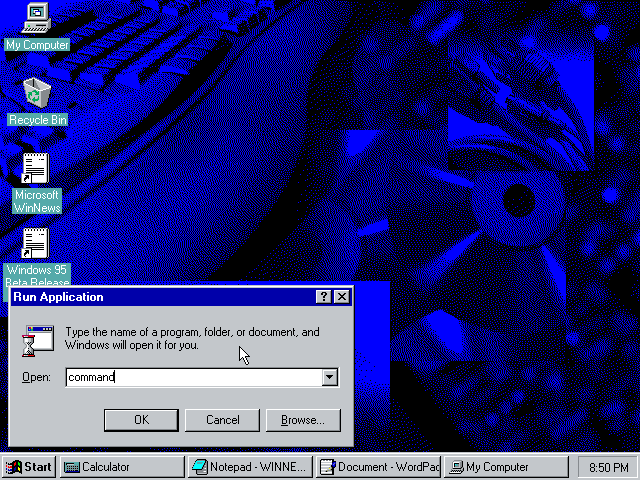 My Computer
Recycle Bin
Microsoft
WinNews
Windows 95
Beta Release
Run Application
Type the name of a program, folder, or document, and
Windows will open it for you.
Open:
command
OK
Cancel
Browse...
Start
Calculator
Notepad - WINNE...
Document - WordPad
My Computer
8:50 PM